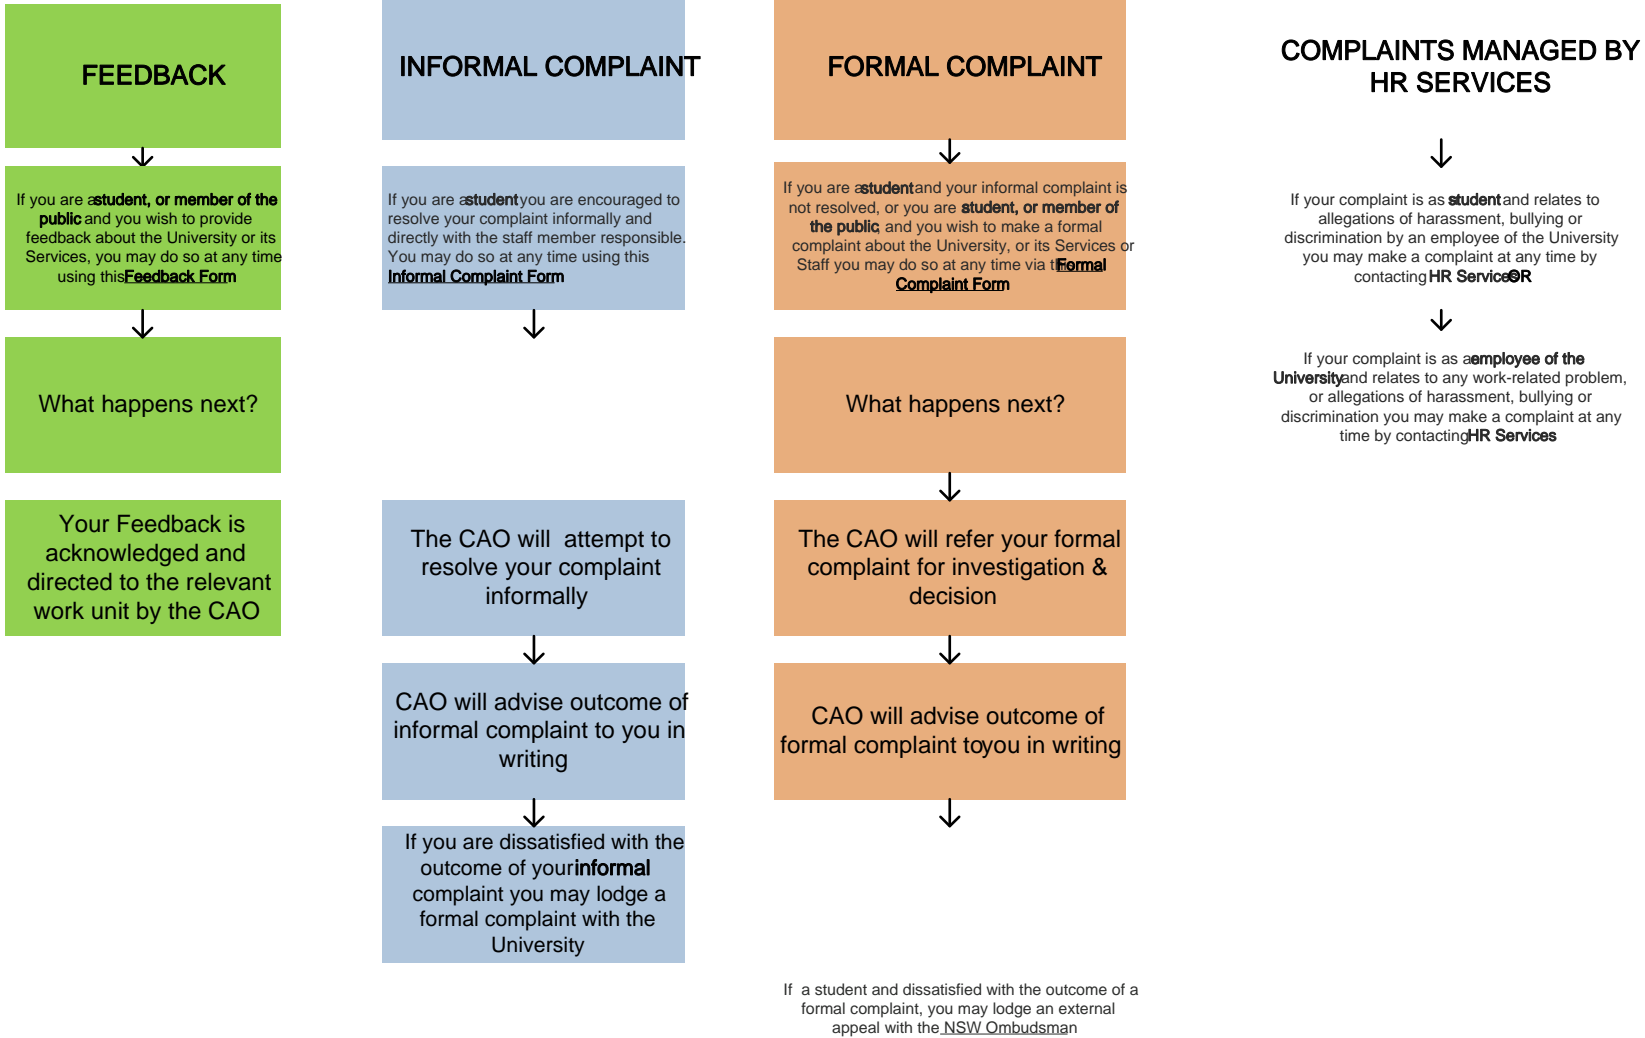 FEEDBACK
If you are a student, or member of the
public and you wish to provide
feedback about the University or its
Services, you may do so at any time
using this Feedback Form
What happens next?
Your Feedback is
acknowledged and
directed to the relevant
work unit by the CAO
INFORMAL COMPLAINT
If you are a student you are encouraged to
resolve your complaint informally and
directly with the staff member responsible.
You may do so at any time using this
Informal Complaint Form
The CAO will attempt to
resolve your complaint
informally
CAO will advise outcome of
informal complaint to you in
writing
If you are dissatisfied with the
outcome of your informal
complaint you may lodge a
formal complaint with the
University
FORMAL COMPLAINT
If you are a student and your informal complaint is
not resolved, or you are student, or member of
the public, and you wish to make a formal
complaint about the University, or its Services or
Staff you may do so at any time via this Formal
Complaint Form
What happens next?
The CAO will refer your formal
complaint for investigation &
decision
CAO will advise outcome of
formal complaint to you in writing
If a student and dissatisfied with the outcome of a
formal complaint, you may lodge an external
appeal with the NSW Ombudsman
COMPLAINTS MANAGED BY
HR SERVICES
If your complaint is as student and relates to
allegations of harassment, bullying or
discrimination by an employee of the University
you may make a complaint at any time by
contacting HR Services OR
If your complaint is as a employee of the
University and relates to any work-related problem,
or allegations of harassment, bullying or
discrimination you may make a complaint at any
time by contacting HR Services